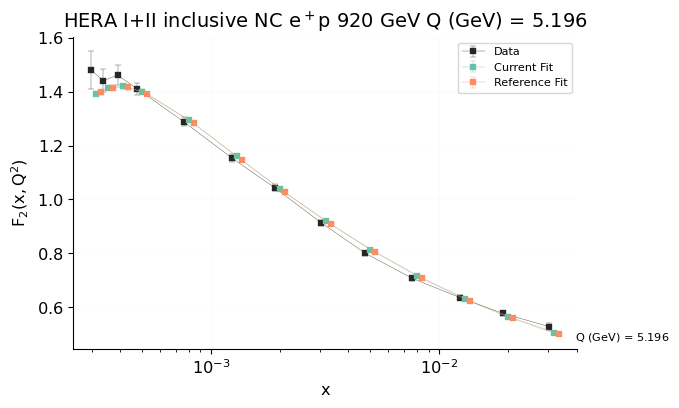 HERA I+II inclusive NC e⁺p 920 GeV Q (GeV) = 5.196
1.6
1.4
1.2
1.0
0.8
0.6
F₂(x, Q²)
Data
Current Fit
Reference Fit
Q (GeV) = 5.196
10⁻³
10⁻²
x